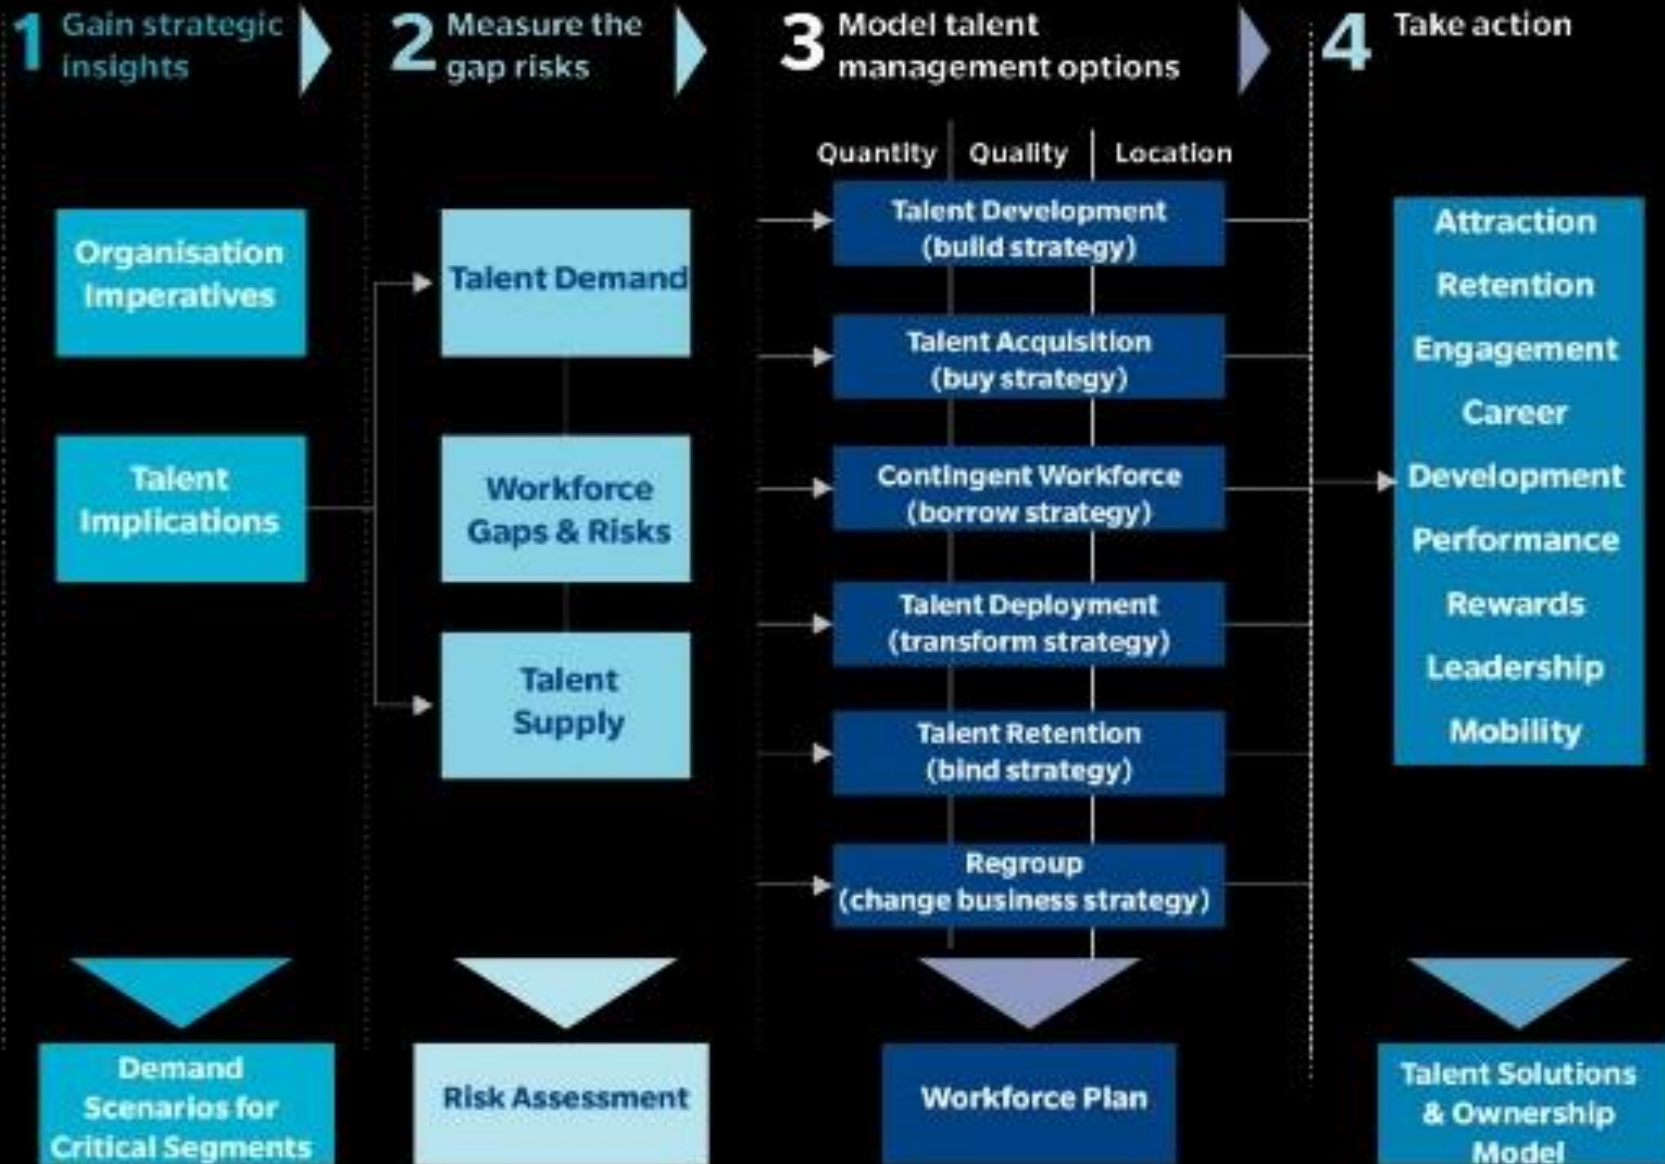 1 Gain strategic
insights
2 Measure the
gap risks
3 Model talent
management options
4 Take action
Organisation
Imperatives
Talent
Implications
Demand
Scenarios for
Critical Segments
Talent Demand
Workforce
Gaps & Risks
Talent
Supply
Risk Assessment
Quantity Quality Location
Talent Development
(build strategy)
Talent Acquisition
(buy strategy)
Contingent Workforce
(borrow strategy)
Talent Deployment
(transform strategy)
Talent Retention
(bind strategy)
Regroup
(change business strategy)
Workforce Plan
Attraction
Retention
Engagement
Career
Development
Performance
Rewards
Leadership
Mobility
Talent Solutions
& Ownership
Model